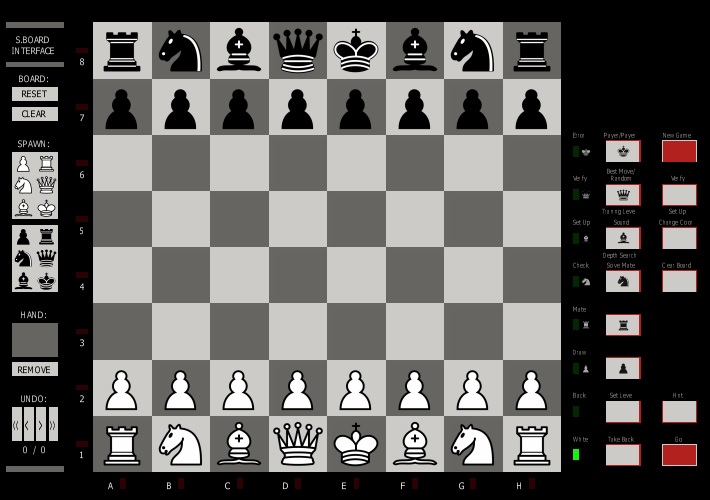 S.BOARD
INTERFACE
BOARD:
RESET
CLEAR
SPAWN:
HAND:
REMOVE
UNDO:
0 / 0
8
7
6
5
4
3
2
1
A B C D E F G H
Error Player/Player New Game
Verify Best Move/
Random Verify
Training Level Set Up
Set Up Sound Change Color
Depth Search
Check Solve Mate Clear Board
Mate
Draw
Back Set Level Hint
White Take Back Go